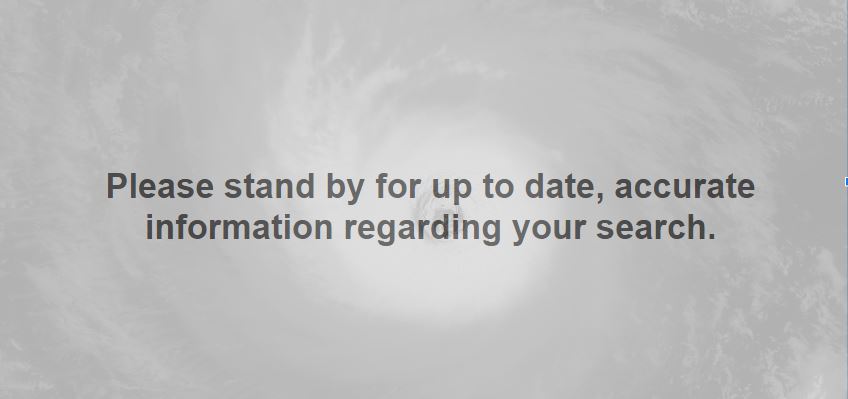 Please stand by for up to date, accurate
information regarding your search.